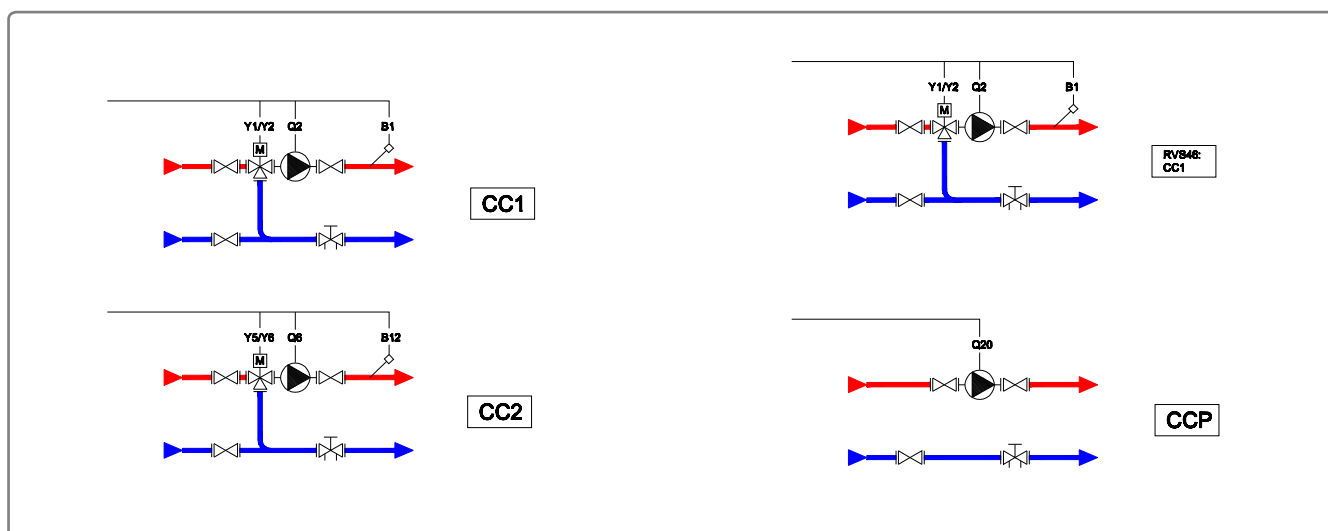 Y1/Y2 Q2 B1
M
CC1
Y1/Y2 Q2 B1
M
RVS46:
CC1
Y5/Y6 Q6 B12
M
CC2
Q20
CCP